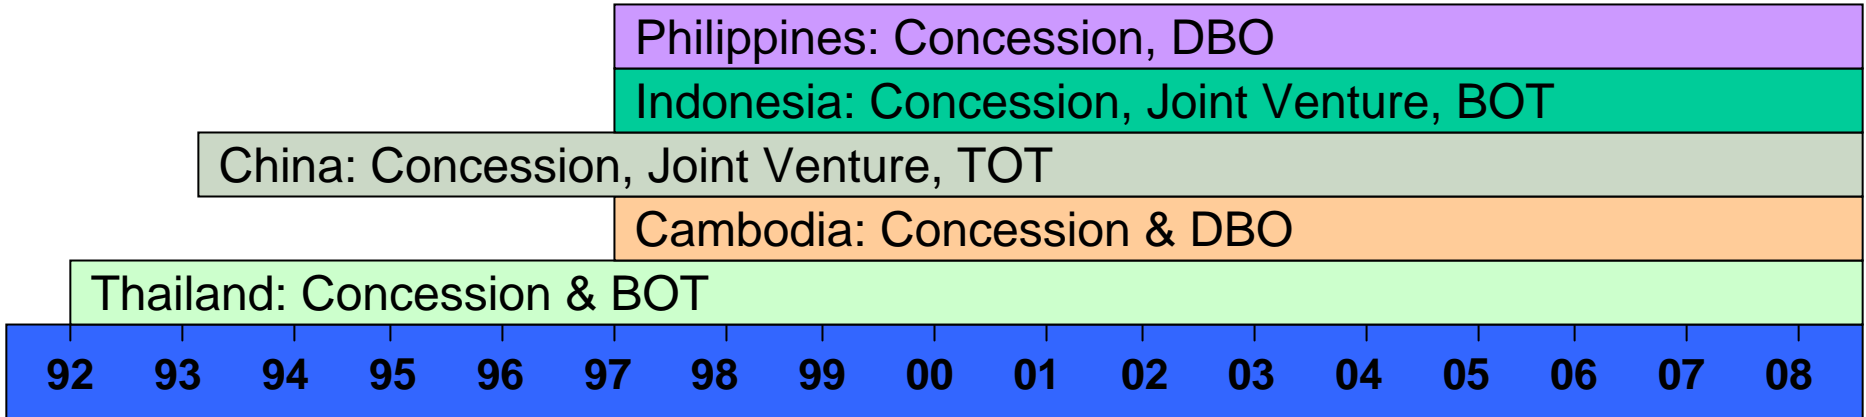 Philippines: Concession, DBO
Indonesia: Concession, Joint Venture, BOT
China: Concession, Joint Venture, TOT
Cambodia: Concession & DBO
Thailand: Concession & BOT
92 93 94 95 96 97 98 99 00 01 02 03 04 05 06 07 08